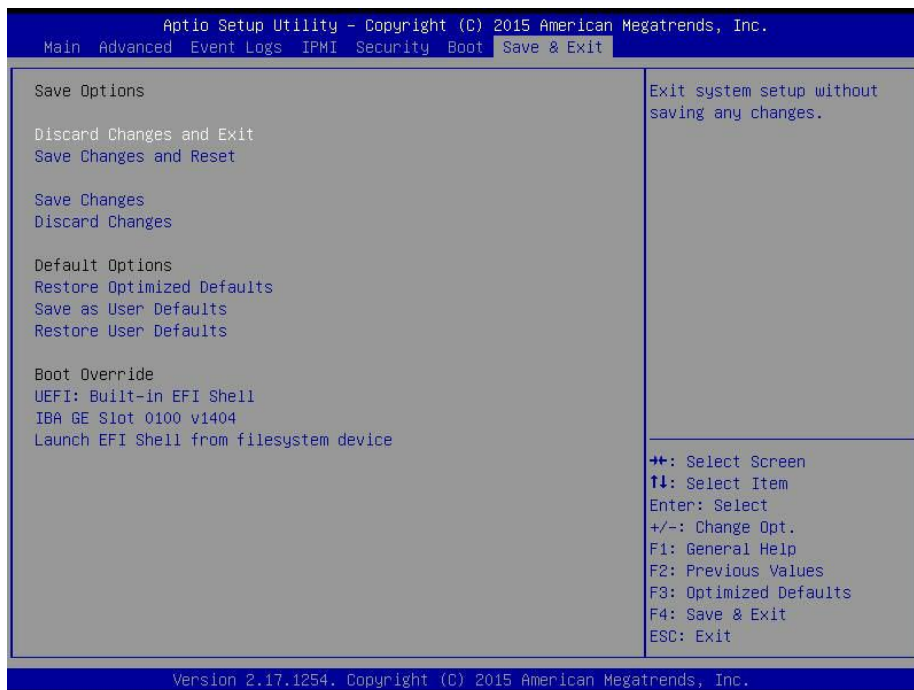 Aptio Setup Utility – Copyright (C) 2015 American Megatrends, Inc.
Main Advanced Event Logs IPMI Security Boot Save & Exit
Save Options
Discard Changes and Exit
Save Changes and Reset
Save Changes
Discard Changes
Default Options
Restore Optimized Defaults
Save as User Defaults
Restore User Defaults
Boot Override
UEFI: Built-in EFI Shell
IBA GE Slot 0100 v1404
Launch EFI Shell from filesystem device
Exit system setup without
saving any changes.
→←: Select Screen
↑↓: Select Item
Enter: Select
+/-: Change Opt.
F1: General Help
F2: Previous Values
F3: Optimized Defaults
F4: Save & Exit
ESC: Exit
Version 2.17.1254. Copyright (C) 2015 American Megatrends, Inc.